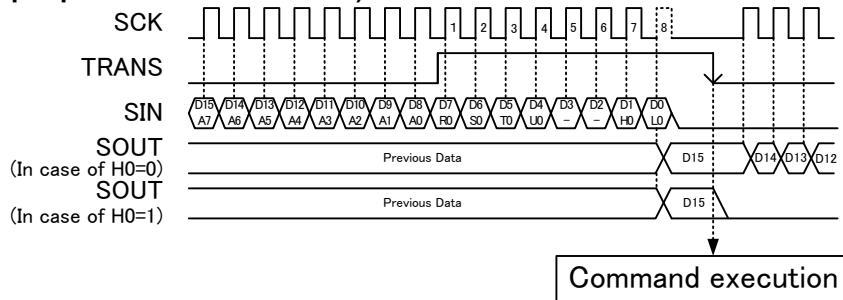 SCK 1 2 3 4 5 6 7 8
TRANS
SIN D15 D14 D13 D12 D11 D10 D9 D8 D7 D6 D5 D4 D3 D2 D1 D0
A7 A6 A5 A4 A3 A2 A1 A0 R0 S0 T0 U0 - - H0 L0
SOUT
(In case of H0=0)
Previous Data D15 D14 D13 D12
SOUT
(In case of H0=1)
Previous Data D15
Command execution